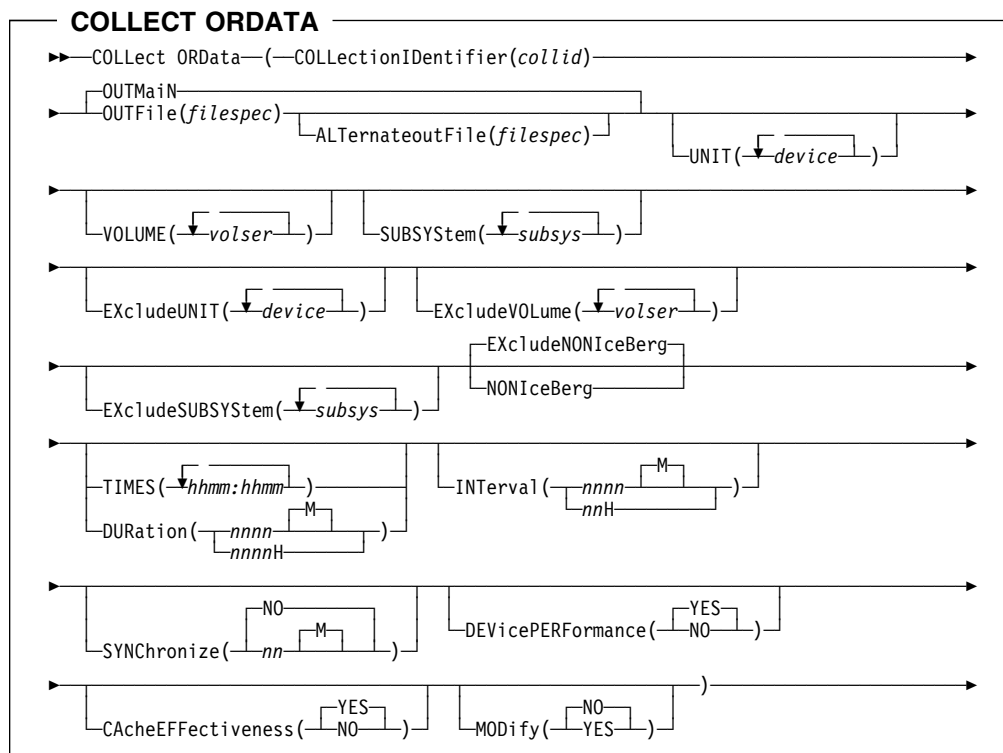 COLLECT ORDATA
COLLect ORData ( COLLectionIDentifier(collid)
OUTMaiN
OUTFile(filespec)
ALTernateoutFile(filespec)
UNIT( device )
VOLUME( volser )
SUBSYStem( subsys )
EXcludeUNIT( device )
EXcludeVOLume( volser )
EXcludeSUBSYStem( subsys )
EXcludeNONIceBerg
NONIceBerg
TIMES( hhmm:hhmm )
DURation( nnnn M )
nnnnH
INTerval( nnnn M )
nnH
SYNChronize( NO )
nn M
DEVicePERFormance( YES )
NO
CAcheEFFectiveness( YES )
NO
MODify( NO )
YES
)